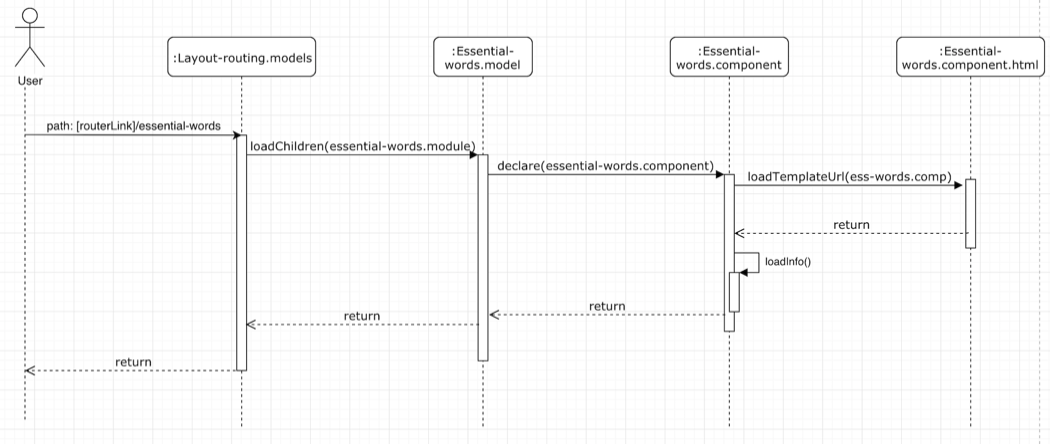 User
:Layout-routing.models
:Essential-
words.model
:Essential-
words.component
:Essential-
words.component.html
path: [routerLink]/essential-words
loadChildren(essential-words.module)
declare(essential-words.component)
loadTemplateUrl(ess-words.comp)
return
loadInfo()
return
return
return